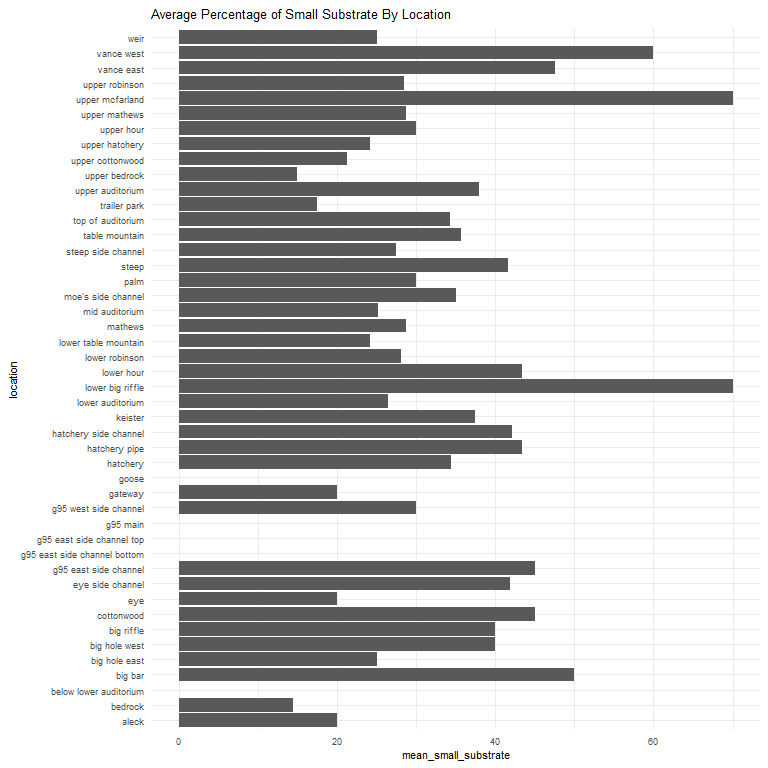 Average Percentage of Small Substrate By Location
weir
vance west
vance east
upper robinson
upper mcfarland
upper mathews
upper hour
upper hatchery
upper cottonwood
upper bedrock
upper auditorium
trailer park
top of auditorium
table mountain
steep side channel
steep
palm
moe's side channel
mid auditorium
mathews
lower table mountain
lower robinson
lower hour
lower big riffle
lower auditorium
keister
hatchery side channel
hatchery pipe
hatchery
goose
gateway
g95 west side channel
g95 main
g95 east side channel top
g95 east side channel bottom
g95 east side channel
eye side channel
eye
cottonwood
big riffle
big hole west
big hole east
big bar
below lower auditorium
bedrock
aleck
location
0 20 40 60
mean_small_substrate